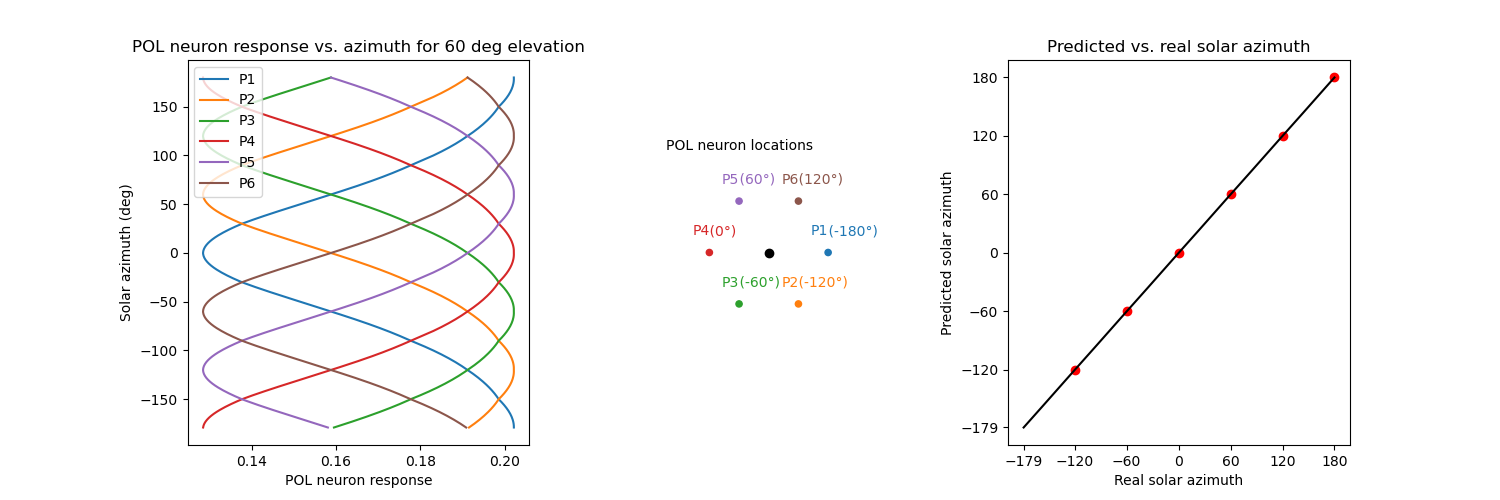 POL neuron response vs. azimuth for 60 deg elevation
P1
P2
P3
P4
P5
P6
150
100
50
0
−50
−100
−150
Solar azimuth (deg)
0.14 0.16 0.18 0.20
POL neuron response
POL neuron locations
P5(60°) P6(120°)
P4(0°) P1(-180°)
P3(-60°) P2(-120°)
Predicted vs. real solar azimuth
180
120
60
0
−60
−120
−179
Predicted solar azimuth
−179 −120 −60 0 60 120 180
Real solar azimuth